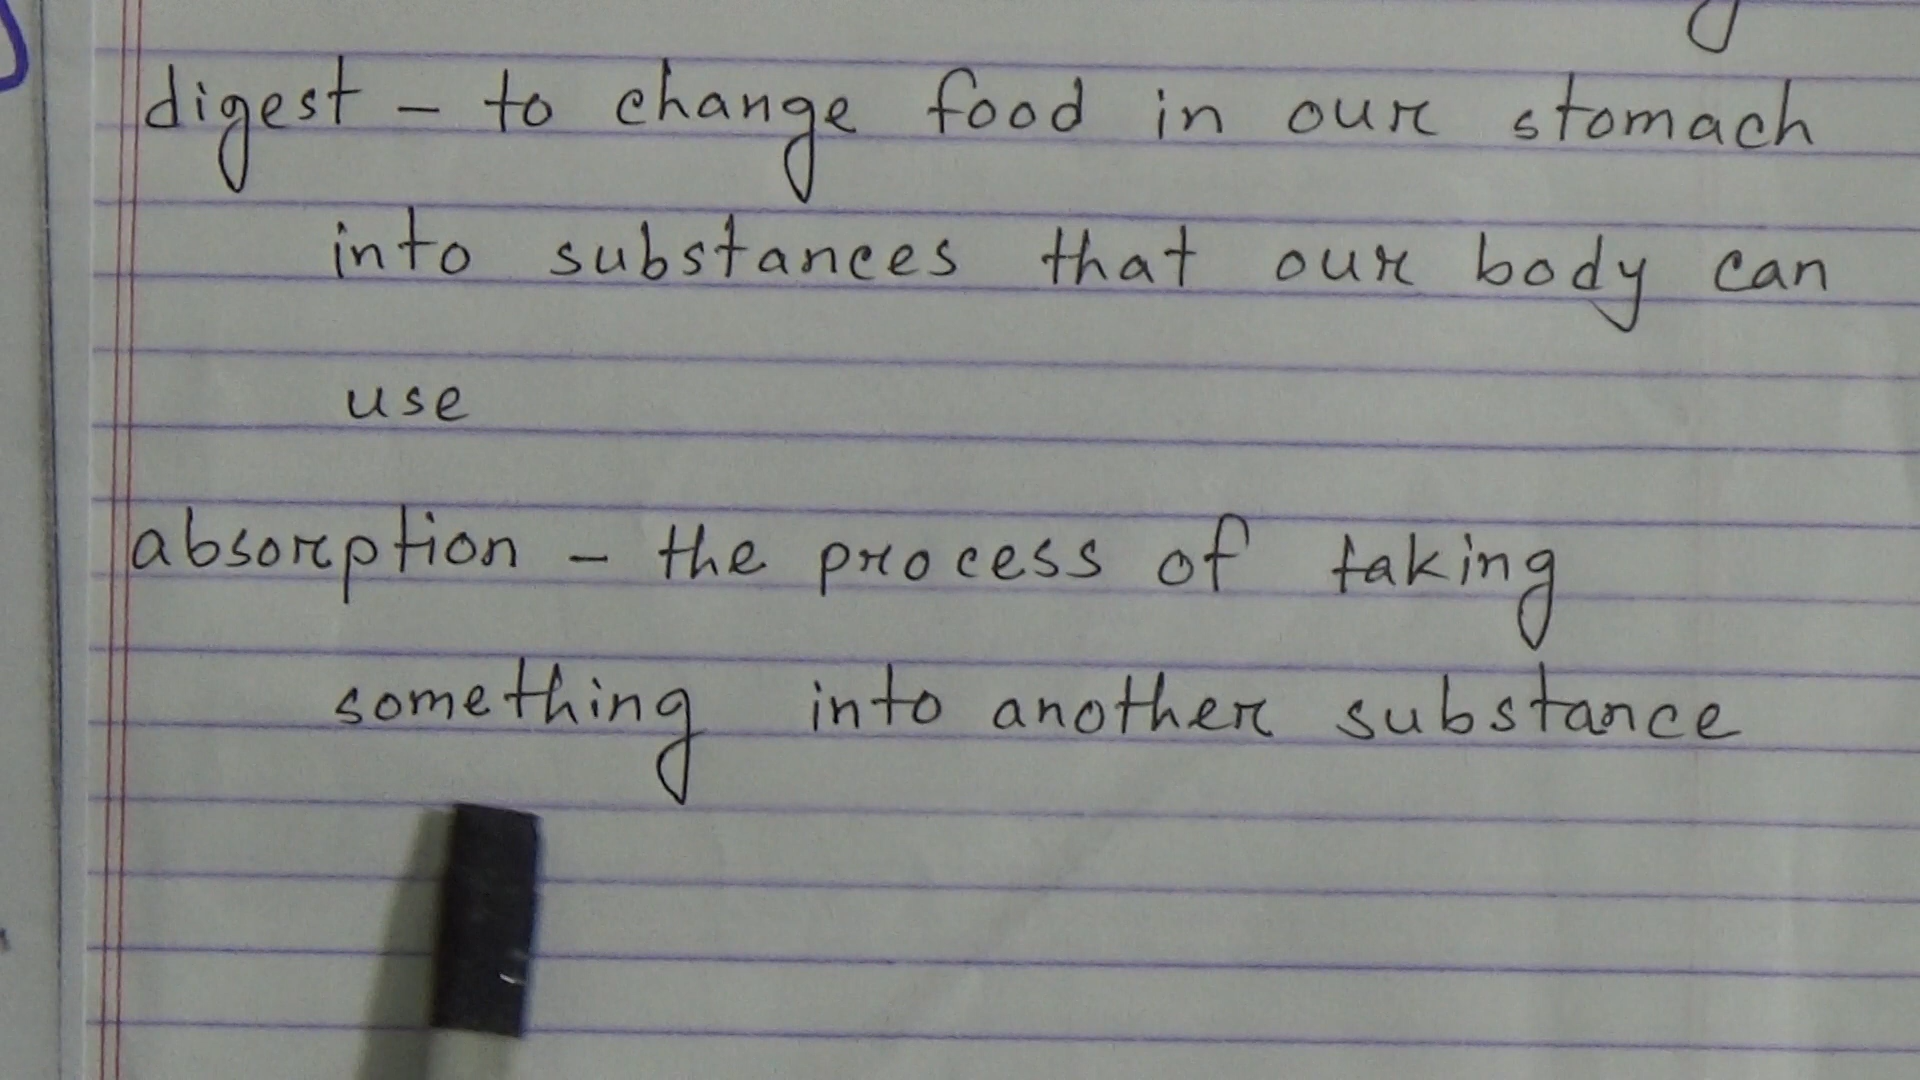 digest - to change food in our stomach
into substances that our body can
use
absorption - the process of taking
something into another substance